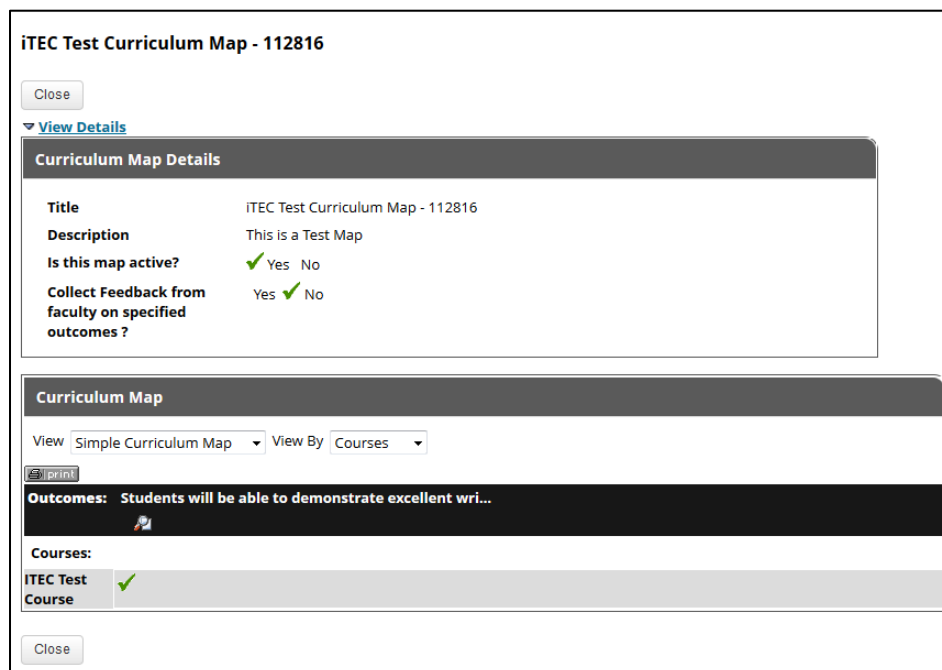 iTEC Test Curriculum Map - 112816
Close
View Details
Curriculum Map Details
Title iTEC Test Curriculum Map - 112816
Description This is a Test Map
Is this map active? Yes No
Collect Feedback from Yes No
faculty on specified
outcomes ?
Curriculum Map
View Simple Curriculum Map View By Courses
print
Outcomes: Students will be able to demonstrate excellent wri...
Courses:
ITEC Test
Course
Close